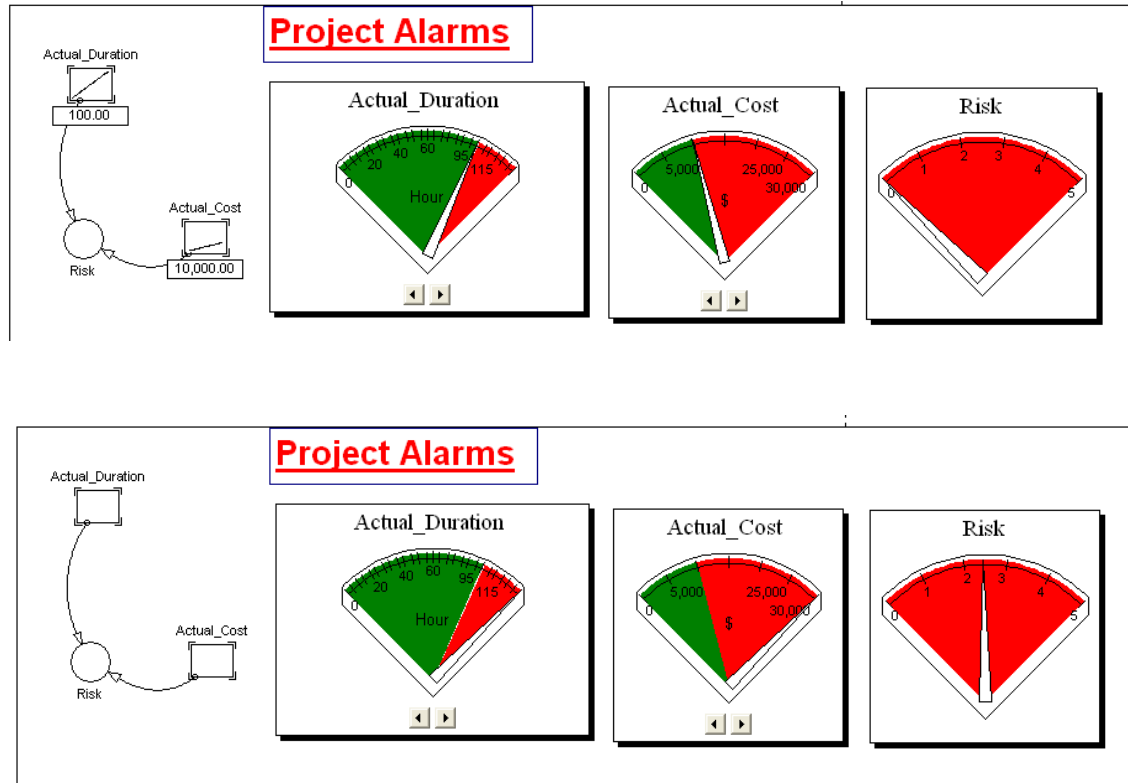 Project Alarms
Actual_Duration
100.00
Actual_Cost
10,000.00
Risk
Actual_Duration
0 20 40 60 95 115
Hour
Actual_Cost
0 5,000 25,000 30,000
$
Risk
0 1 2 3 4 5
Project Alarms
Actual_Duration
Actual_Cost
Risk
Actual_Duration
0 20 40 60 95 115
Hour
Actual_Cost
0 5,000 25,000 30,000
$
Risk
0 1 2 3 4 5